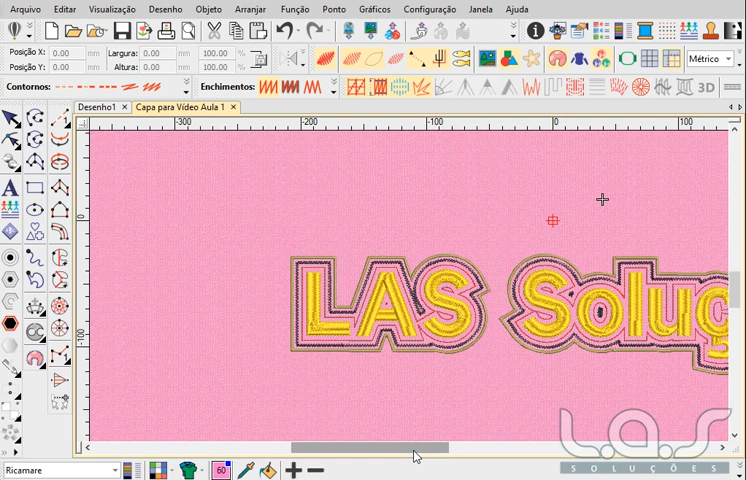 Arquivo Editar Visualização Desenho Objeto Arranjar Função Ponto Gráficos Configuração Janela Ajuda
Posição X: 0.00 mm Largura: 0.00 mm 100.00 %
Posição Y: 0.00 mm Altura: 0.00 mm 100.00 %
Métrico
Contornos: Enchimentos: 3D
Desenho1 Capa para Vídeo Aula 1
-300 -200 -100 0 100
0
-100
LAS Soluç
L.a.S
SOLUÇÕES
Ricamare 60